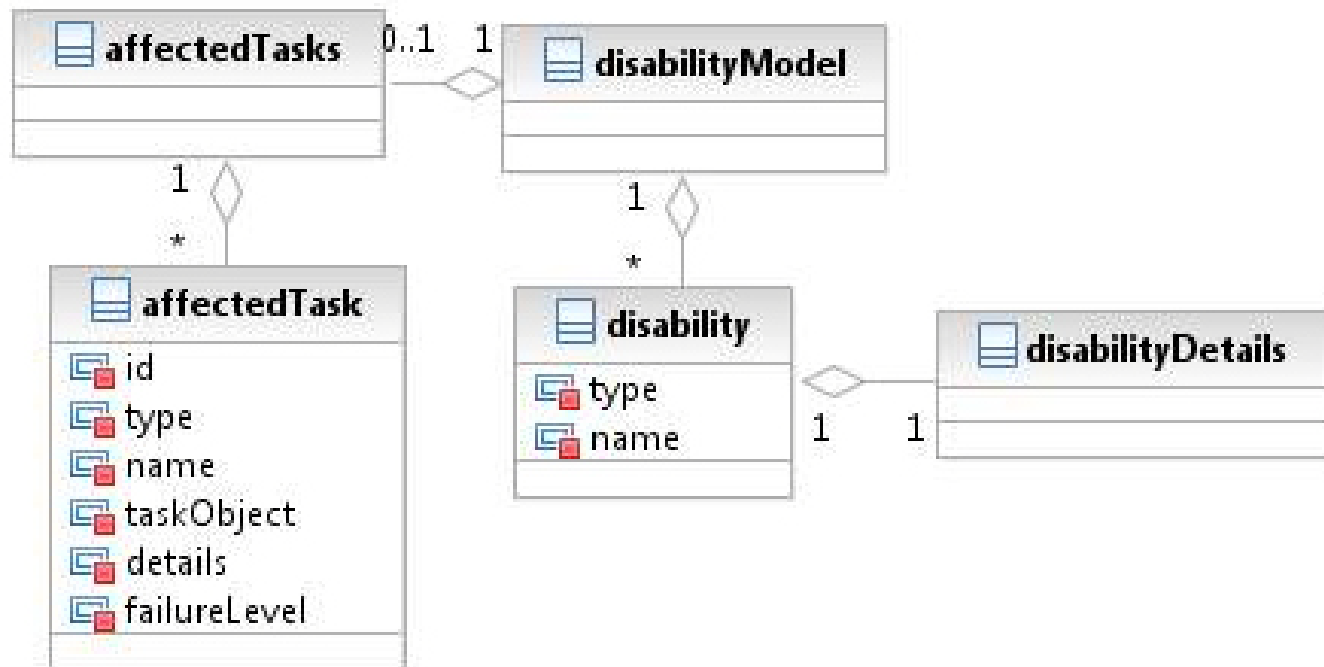 affectedTasks
0..1
1
disabilityModel
1
*
1
*
affectedTask
id
type
name
taskObject
details
failureLevel
disability
type
name
1
1
disabilityDetails